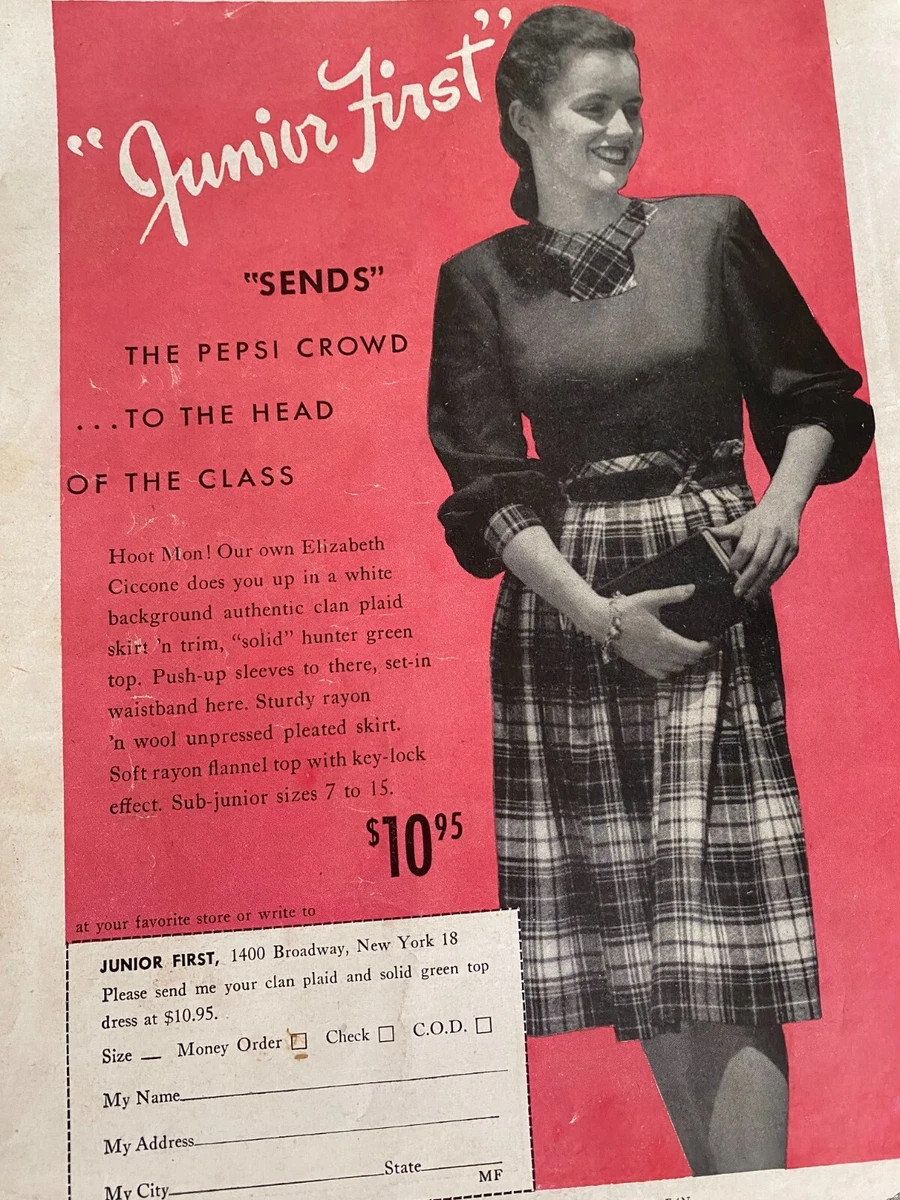 "Junior First"
"SENDS"
THE PEPSI CROWD
...TO THE HEAD
OF THE CLASS
Hoot Mon! Our own Elizabeth
Ciccone does you up in a white
background authentic clan plaid
skirt 'n trim, "solid" hunter green
top. Push-up sleeves to there, set-in
waistband here. Sturdy rayon
'n wool unpressed pleated skirt.
Soft rayon flannel top with key-lock
effect. Sub-junior sizes 7 to 15.
$10.95
at your favorite store or write to
JUNIOR FIRST, 1400 Broadway, New York 18
Please send me your clan plaid and solid green top
dress at $10.95.
Size Money Order Check C.O.D.
My Name
My Address
My City State
MF